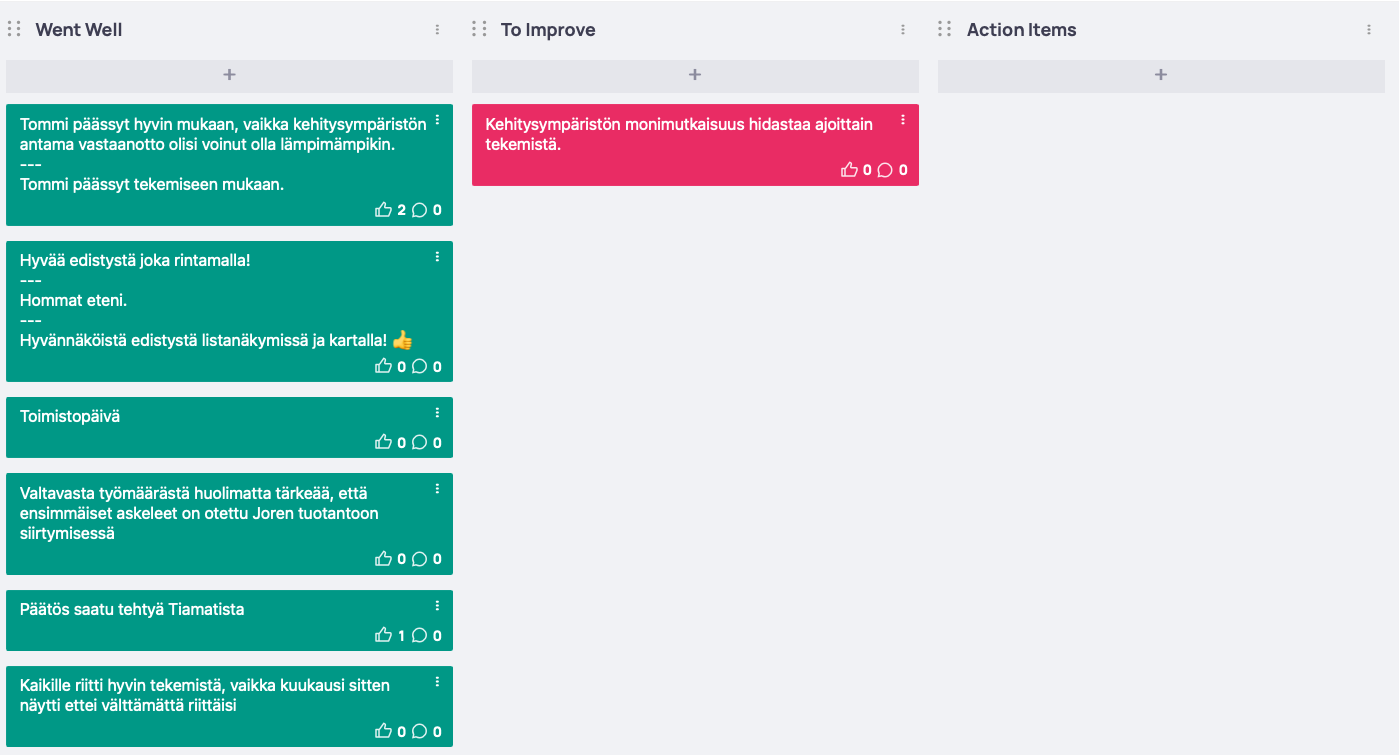 Went Well
To Improve
Action Items
+
+
+
Tommi päässyt hyvin mukaan, vaikka kehitysympäristön
antama vastaanotto olisi voinut olla lämpimämpikin.
---
Tommi päässyt tekemiseen mukaan.
2 0
Hyvää edistystä joka rintamalla!
---
Hommat eteni.
---
Hyvännäköistä edistystä listanäkymissä ja kartalla! 👍
0 0
Toimistopäivä
0 0
Valtavasta työmäärästä huolimatta tärkeää, että
ensimmäiset askeleet on otettu Joren tuotantoon
siirtymisessä
0 0
Päätös saatu tehtyä Tiamatista
1 0
Kaikille riitti hyvin tekemistä, vaikka kuukausi sitten
näytti ettei välttämättä riittäisi
0 0
Kehitysympäristön monimutkaisuus hidastaa ajoittain
tekemistä.
0 0